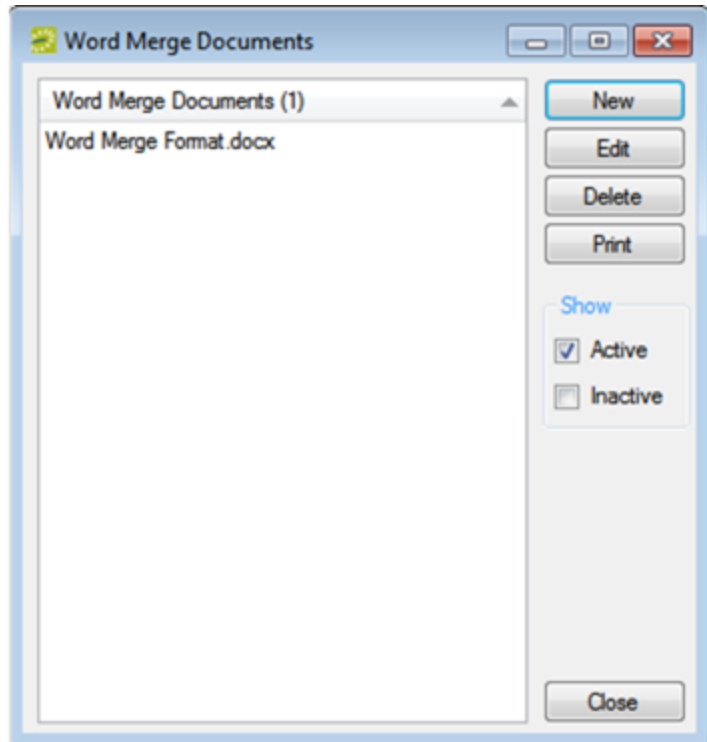 Word Merge Documents
Word Merge Documents (1)
Word Merge Format.docx
New
Edit
Delete
Print
Show
Active
Inactive
Close